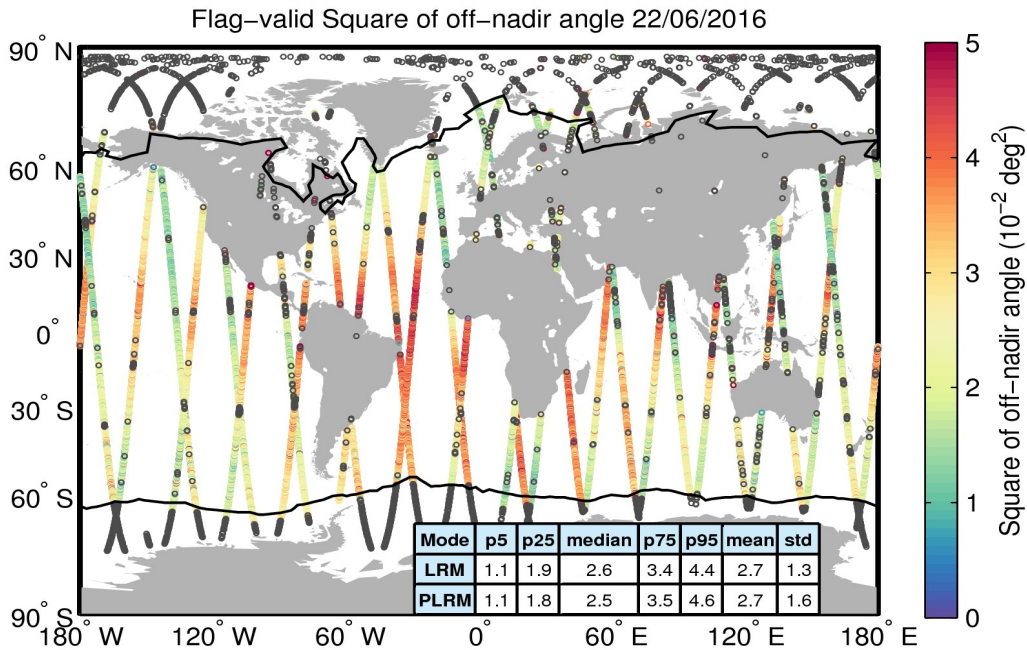 Flag−valid Square of off−nadir angle 22/06/2016
90° N
60° N
30° N
0°
30° S
60° S
90° S
180° W
120° W
60° W
0°
60° E
120° E
180° E
Mode p5 p25 median p75 p95 mean std
LRM 1.1 1.9 2.6 3.4 4.4 2.7 1.3
PLRM 1.1 1.8 2.5 3.5 4.6 2.7 1.6
5
4
3
2
1
0
Square of off−nadir angle (10⁻² deg²)